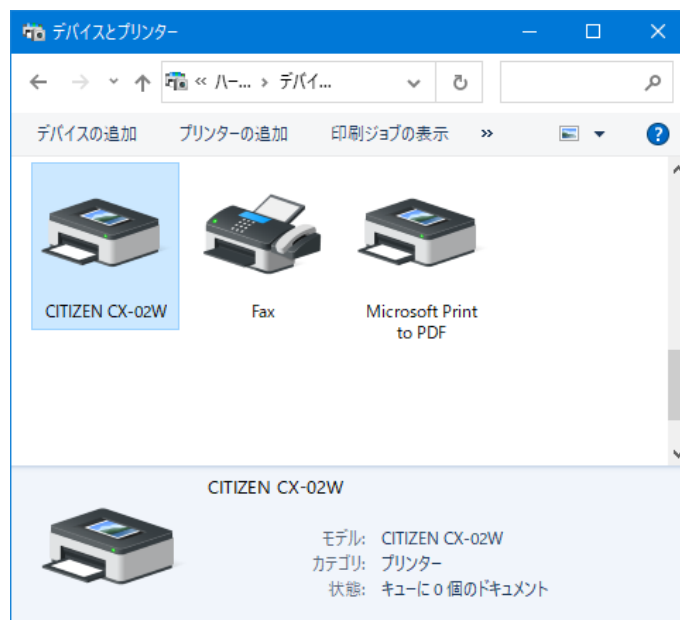 デバイスとプリンター
« ハー... › デバイ...
デバイスの追加 プリンターの追加 印刷ジョブの表示 »
CITIZEN CX-02W
Fax
Microsoft Print
to PDF
CITIZEN CX-02W
モデル: CITIZEN CX-02W
カテゴリ: プリンター
状態: キューに 0 個のドキュメント